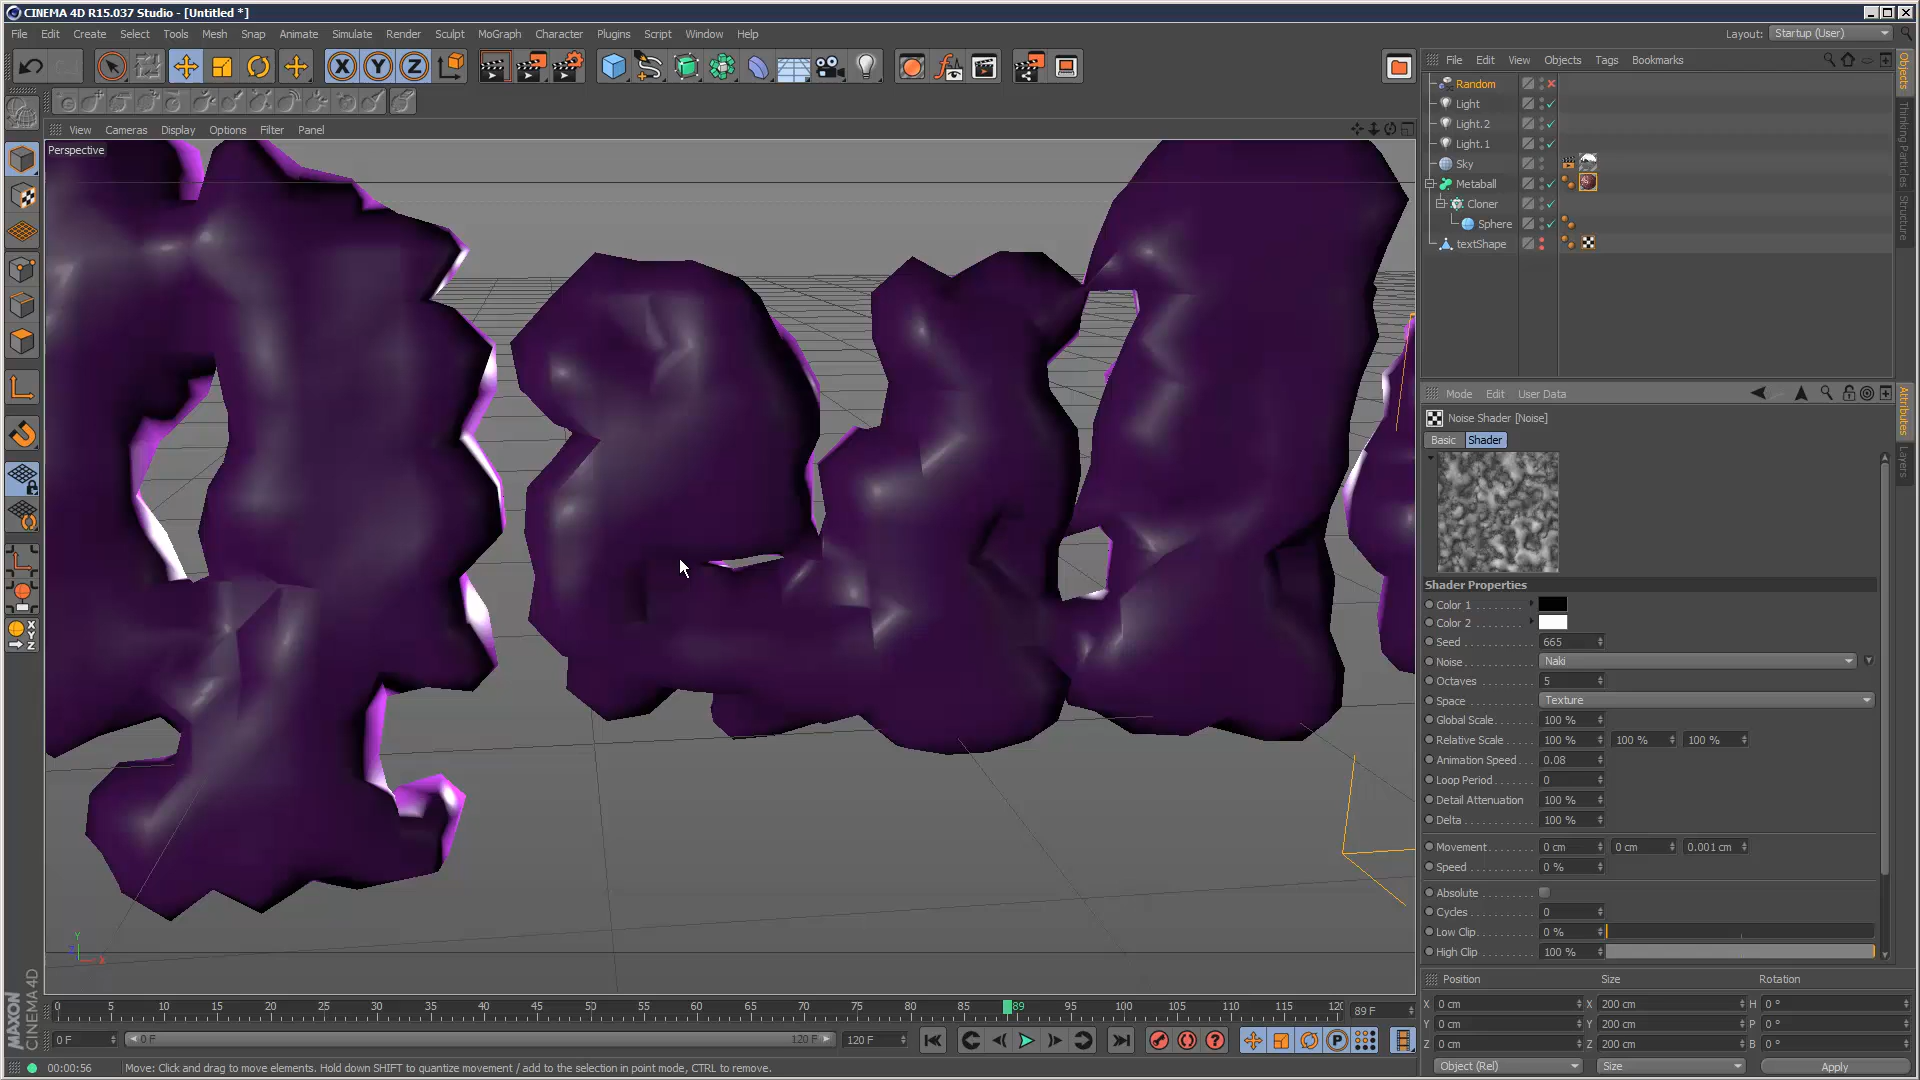 CINEMA 4D R15.037 Studio - [Untitled *]
File Edit Create Select Tools Mesh Snap Animate Simulate Render Sculpt MoGraph Character Plugins Script Window Help
Layout: Startup (User)
File Edit View Objects Tags Bookmarks
Random
Light
Light.2
Light.1
Sky
Metaball
Cloner
Sphere
textShape
Objects
Thinking Particles
Structure
View Cameras Display Options Filter Panel
Perspective
X Y Z
Y
X
Mode Edit User Data
Noise Shader [Noise]
Basic Shader
Shader Properties
Color 1
Color 2
Seed 665
Noise Naki
Octaves 5
Space Texture
Global Scale 100 %
Relative Scale 100 % 100 % 100 %
Animation Speed 0.08
Loop Period 0
Detail Attenuation 100 %
Delta 100 %
Movement 0 cm 0 cm 0.001 cm
Speed 0 %
Absolute
Cycles 0
Low Clip 0 %
High Clip 100 %
Attributes
Layers
Position Size Rotation
X 0 cm X 200 cm H 0 °
Y 0 cm Y 200 cm P 0 °
Z 0 cm Z 200 cm B 0 °
Object (Rel) Size Apply
0 5 10 15 20 25 30 35 40 45 50 55 60 65 70 75 80 85 89 95 100 105 110 115 120
89 F
0 F 0 F 120 F 120 F
MAXON
CINEMA 4D
00:00:56 Move: Click and drag to move elements. Hold down SHIFT to quantize movement / add to the selection in point mode, CTRL to remove.